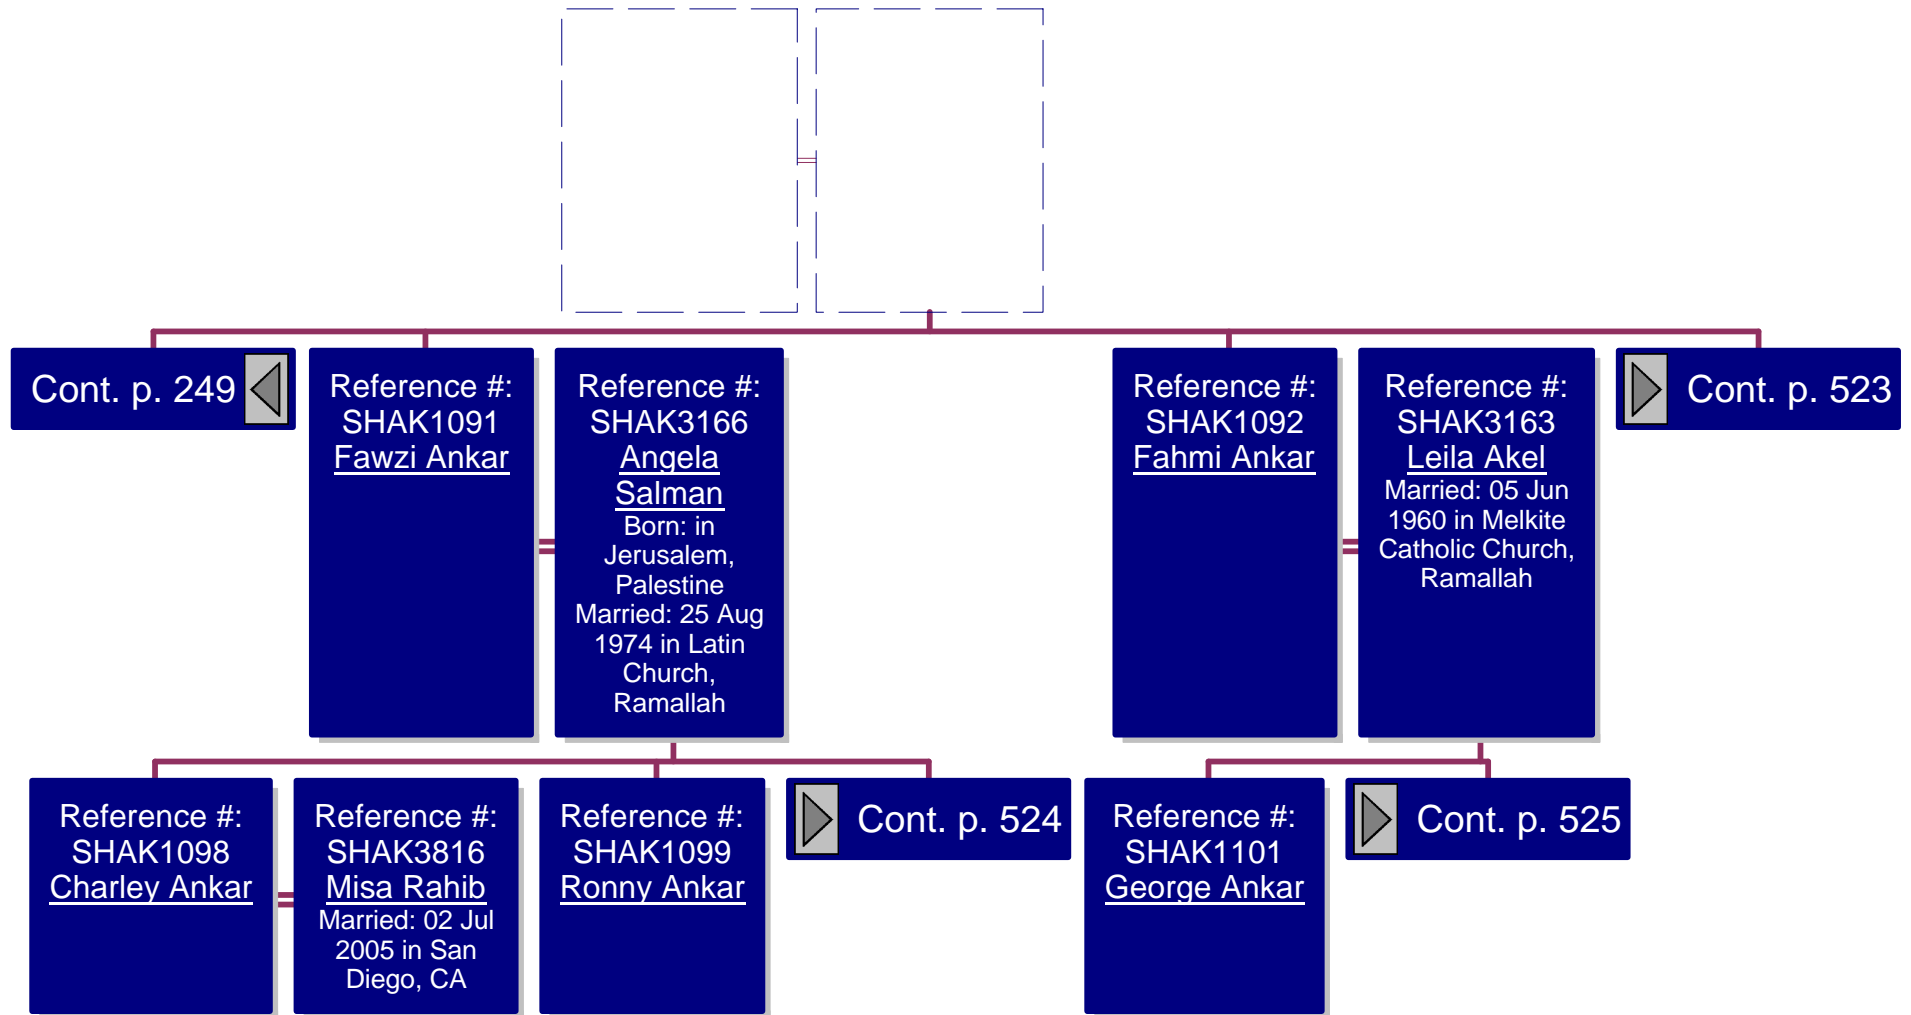 Cont. p. 249
Reference #:
SHAK1091
Fawzi Ankar
Reference #:
SHAK3166
Angela
Salman
Born: in
Jerusalem,
Palestine
Married: 25 Aug
1974 in Latin
Church,
Ramallah
Reference #:
SHAK1092
Fahmi Ankar
Reference #:
SHAK3163
Leila Akel
Married: 05 Jun
1960 in Melkite
Catholic Church,
Ramallah
Cont. p. 523
Reference #:
SHAK1098
Charley Ankar
Reference #:
SHAK3816
Misa Rahib
Married: 02 Jul
2005 in San
Diego, CA
Reference #:
SHAK1099
Ronny Ankar
Cont. p. 524
Reference #:
SHAK1101
George Ankar
Cont. p. 525